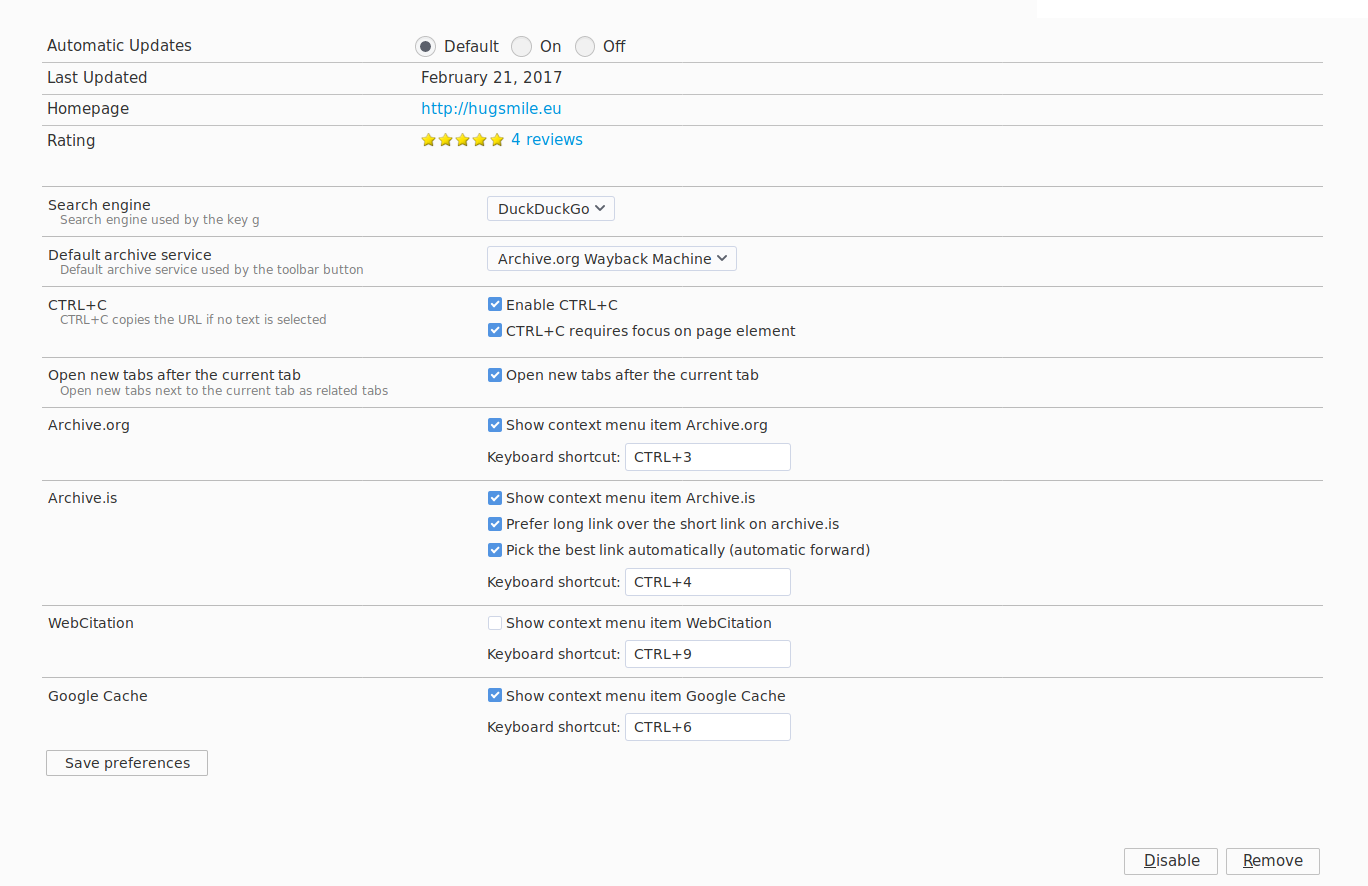 Automatic Updates Default On Off
Last Updated February 21, 2017
Homepage http://hugsmile.eu
Rating 4 reviews
Search engine DuckDuckGo
Search engine used by the key g
Default archive service Archive.org Wayback Machine
Default archive service used by the toolbar button
CTRL+C Enable CTRL+C
CTRL+C copies the URL if no text is selected
CTRL+C requires focus on page element
Open new tabs after the current tab Open new tabs after the current tab
Open new tabs next to the current tab as related tabs
Archive.org Show context menu item Archive.org
Keyboard shortcut: CTRL+3
Archive.is Show context menu item Archive.is
Prefer long link over the short link on archive.is
Pick the best link automatically (automatic forward)
Keyboard shortcut: CTRL+4
WebCitation Show context menu item WebCitation
Keyboard shortcut: CTRL+9
Google Cache Show context menu item Google Cache
Keyboard shortcut: CTRL+6
Save preferences
Disable Remove